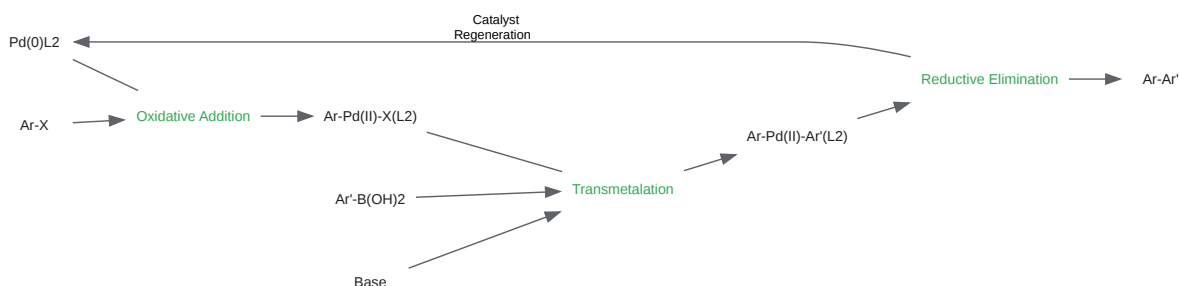 Catalyst
Regeneration
Pd(0)L2
Reductive Elimination
Ar-Ar'
Ar-X
Oxidative Addition
Ar-Pd(II)-X(L2)
Ar-Pd(II)-Ar'(L2)
Transmetalation
Ar'-B(OH)2
Base